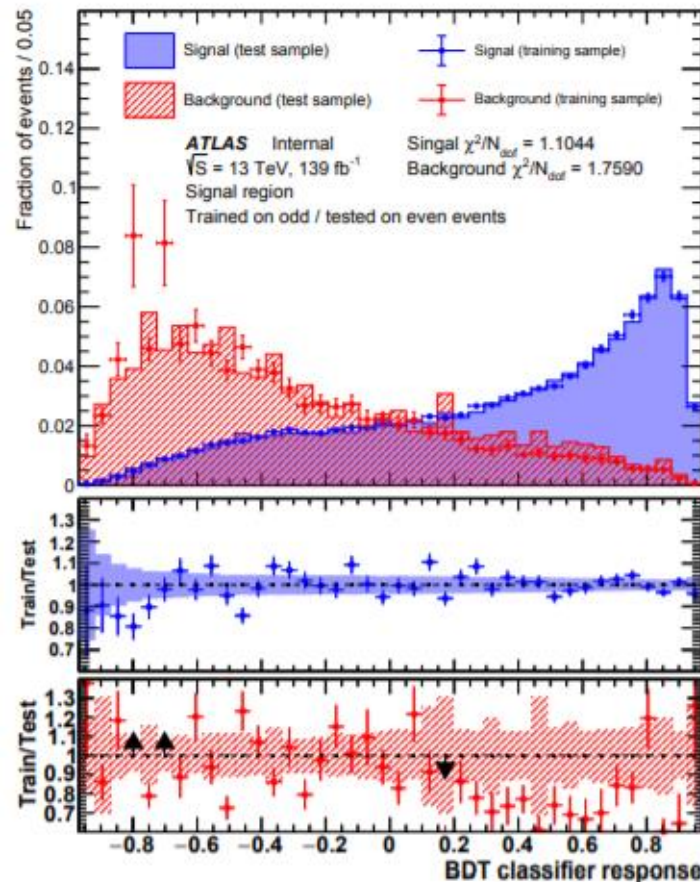 Fraction of events / 0.05
0.14
0.12
0.1
0.08
0.06
0.04
0.02
0
Signal (test sample)
Signal (training sample)
Background (test sample)
Background (training sample)
ATLAS Internal
√S = 13 TeV, 139 fb⁻¹
Signal region
Trained on odd / tested on even events
Singal χ²/N_dof = 1.1044
Background χ²/N_dof = 1.7590
Train/Test
1.3
1.2
1.1
1
0.9
0.8
0.7
Train/Test
1.3
1.2
1.1
1
0.9
0.8
0.7
−0.8 −0.6 −0.4 −0.2 0 0.2 0.4 0.6 0.8
BDT classifier response